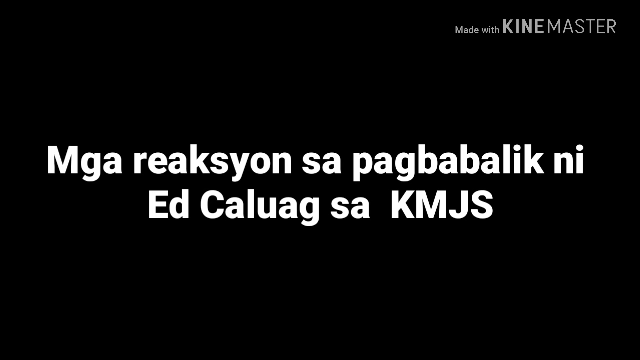 Made with KINEMASTER
Mga reaksyon sa pagbabalik ni
Ed Caluag sa KMJS